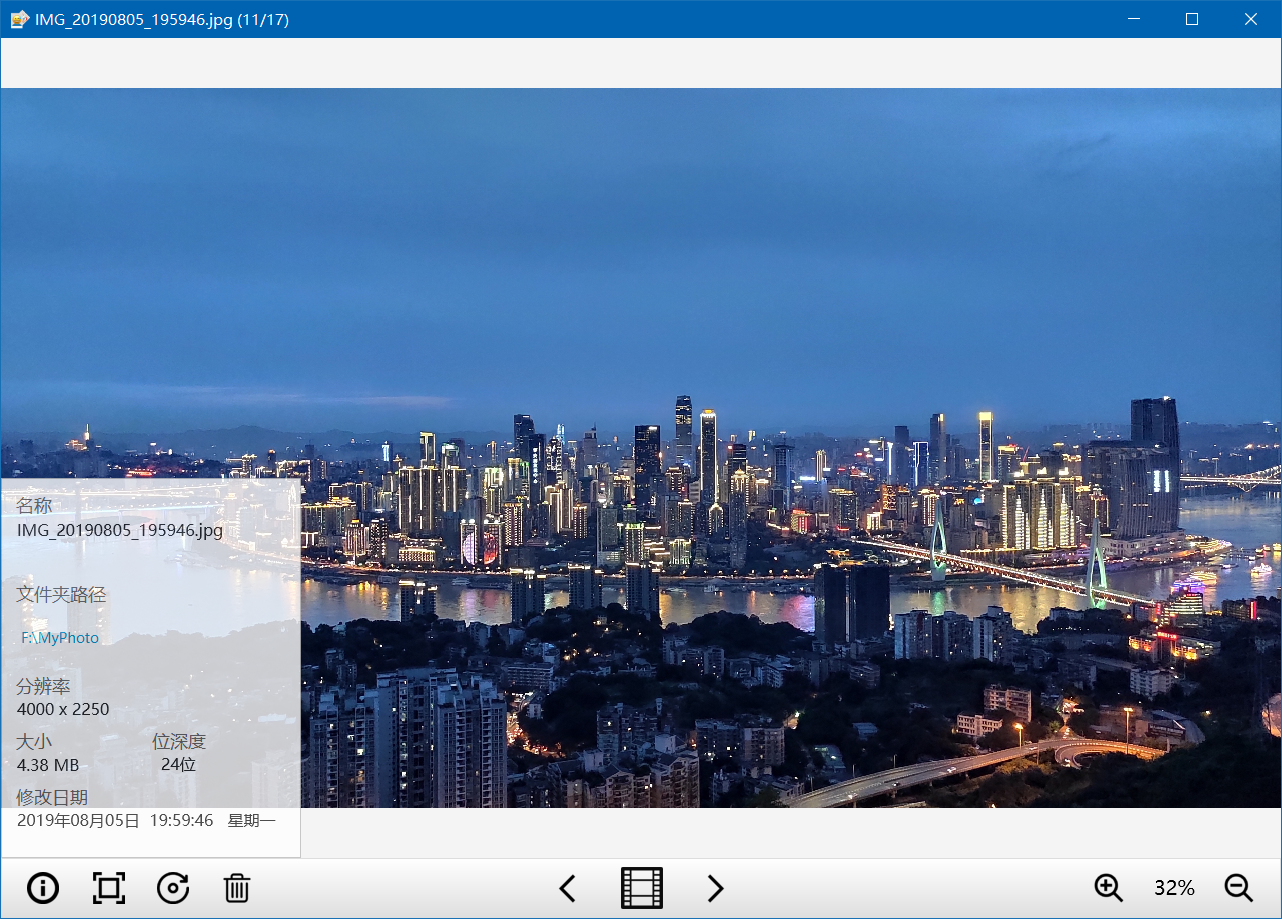 IMG_20190805_195946.jpg (11/17)
名称
IMG_20190805_195946.jpg
文件夹路径
F:\MyPhoto
分辨率
4000 x 2250
大小 位深度
4.38 MB 24位
修改日期
2019年08月05日 19:59:46 星期一
32%